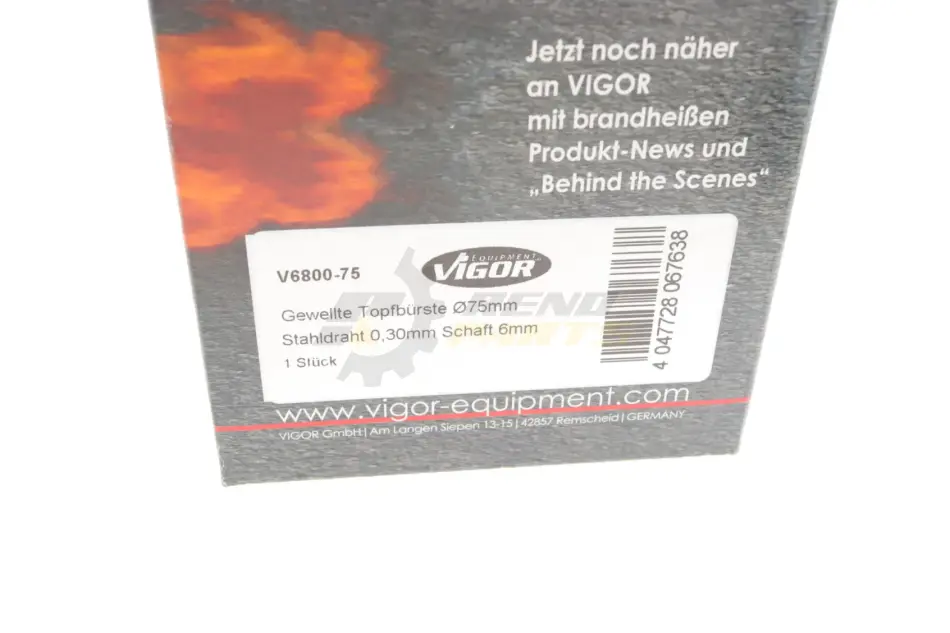 Jetzt noch näher
an VIGOR
mit brandheißen
Produkt-News und
„Behind the Scenes“
V6800-75
EQUIPMENT
VIGOR
Gewellte Topfbürste Ø75mm
Stahldraht 0,30mm Schaft 6mm
1 Stück
4 047728 067638
www.vigor-equipment.com
VIGOR GmbH | Am Langen Siepen 13-15 | 42857 Remscheid | GERMANY